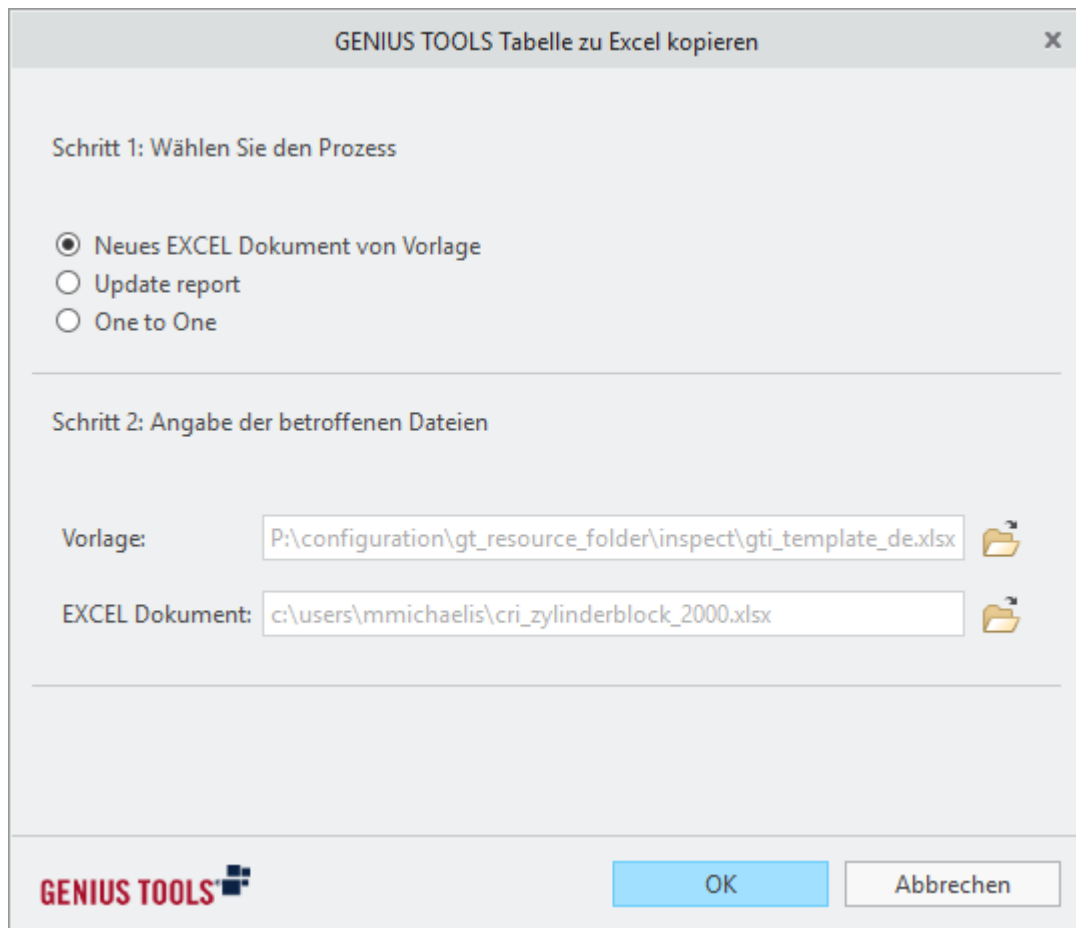 GENIUS TOOLS Tabelle zu Excel kopieren
Schritt 1: Wählen Sie den Prozess
Neues EXCEL Dokument von Vorlage
Update report
One to One
Schritt 2: Angabe der betroffenen Dateien
Vorlage: P:\configuration\gt_resource_folder\inspect\gti_template_de.xlsx
EXCEL Dokument: c:\users\mmichaelis\cri_zylinderblock_2000.xlsx
GENIUS TOOLS OK Abbrechen